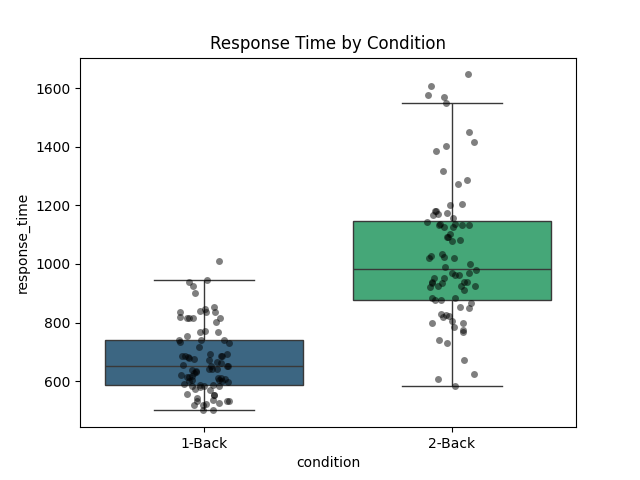 Response Time by Condition
1600
1400
1200
1000
800
600
response_time
1-Back
2-Back
condition